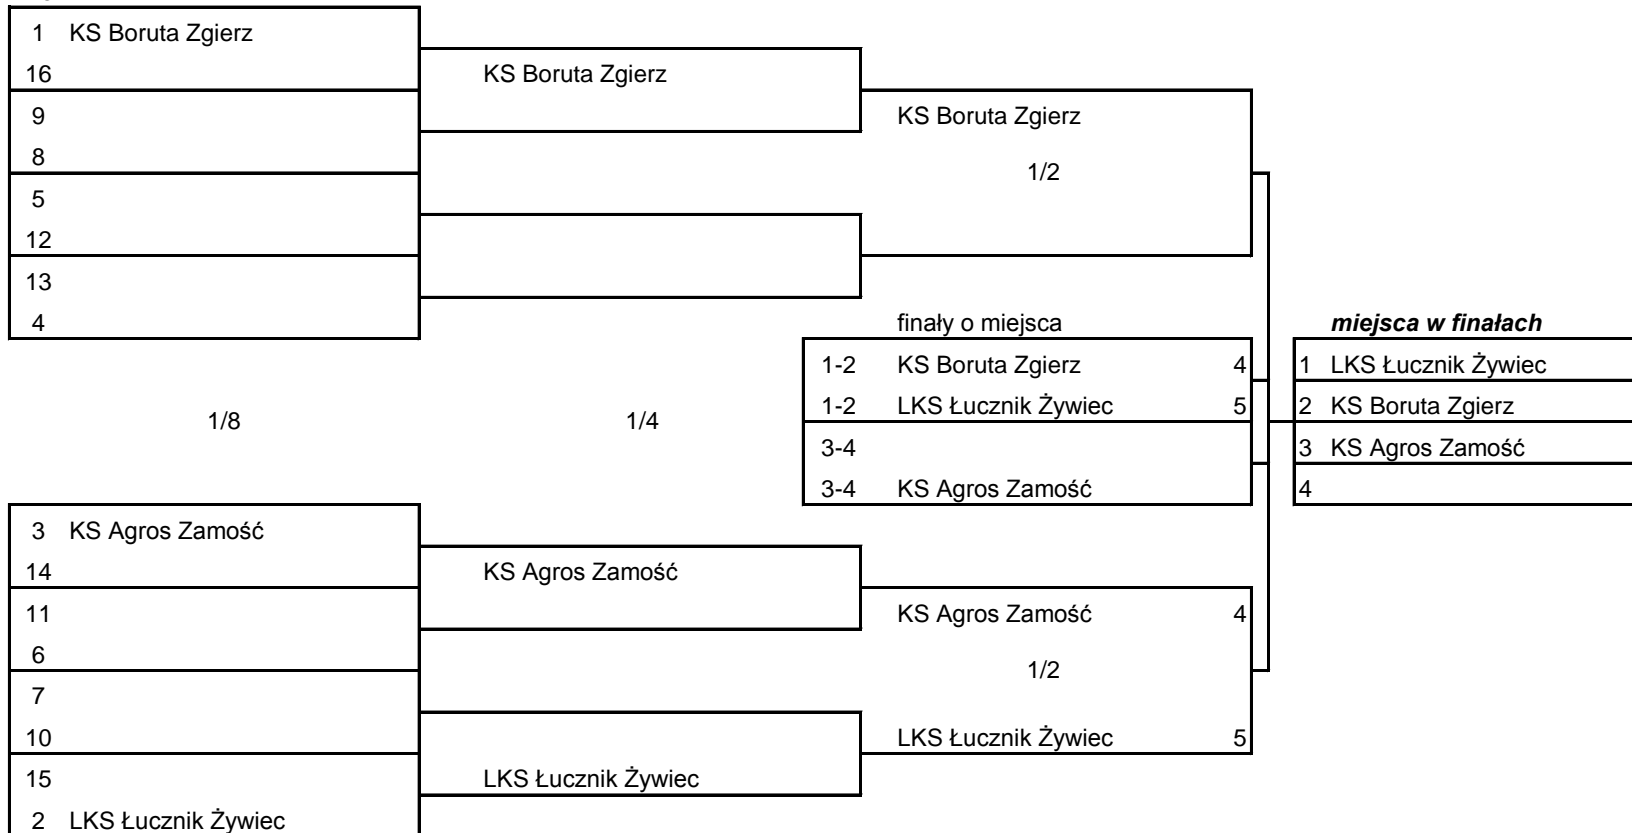 1 KS Boruta Zgierz
16 KS Boruta Zgierz
9 KS Boruta Zgierz
8
1/2
5
12
13
4 finały o miejsca miejsca w finałach
1-2 KS Boruta Zgierz 4 1 LKS Łucznik Żywiec
1/8 1/4 1-2 LKS Łucznik Żywiec 5 2 KS Boruta Zgierz
3-4 3 KS Agros Zamość
3-4 KS Agros Zamość 4
3 KS Agros Zamość
14 KS Agros Zamość
11 KS Agros Zamość 4
6
1/2
7
10 LKS Łucznik Żywiec 5
15 LKS Łucznik Żywiec
2 LKS Łucznik Żywiec